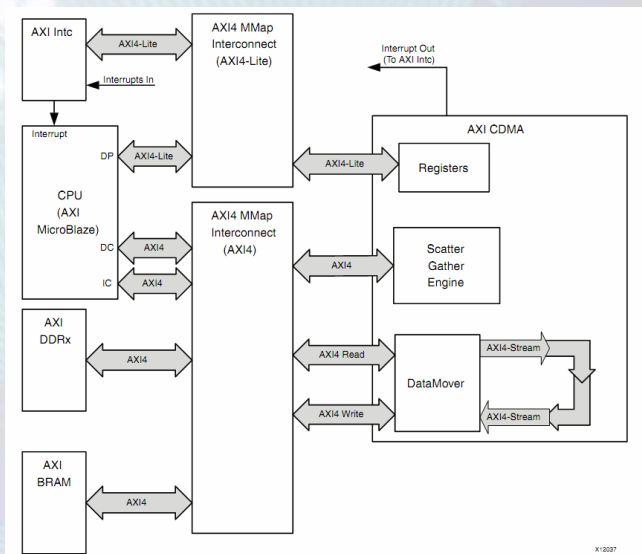 AXI Intc
AXI4-Lite
AXI4 MMap
Interconnect
(AXI4-Lite)
Interrupt Out
(To AXI Intc)
Interrupts In
AXI CDMA
Interrupt
DP
AXI4-Lite
AXI4-Lite
Registers
CPU
(AXI
MicroBlaze)
AXI4 MMap
Interconnect
(AXI4)
DC
AXI4
IC
AXI4
AXI4
Scatter
Gather
Engine
AXI
DDRx
AXI4
AXI4 Read
AXI4-Stream
DataMover
AXI4 Write
AXI4-Stream
AXI
BRAM
AXI4
X12037